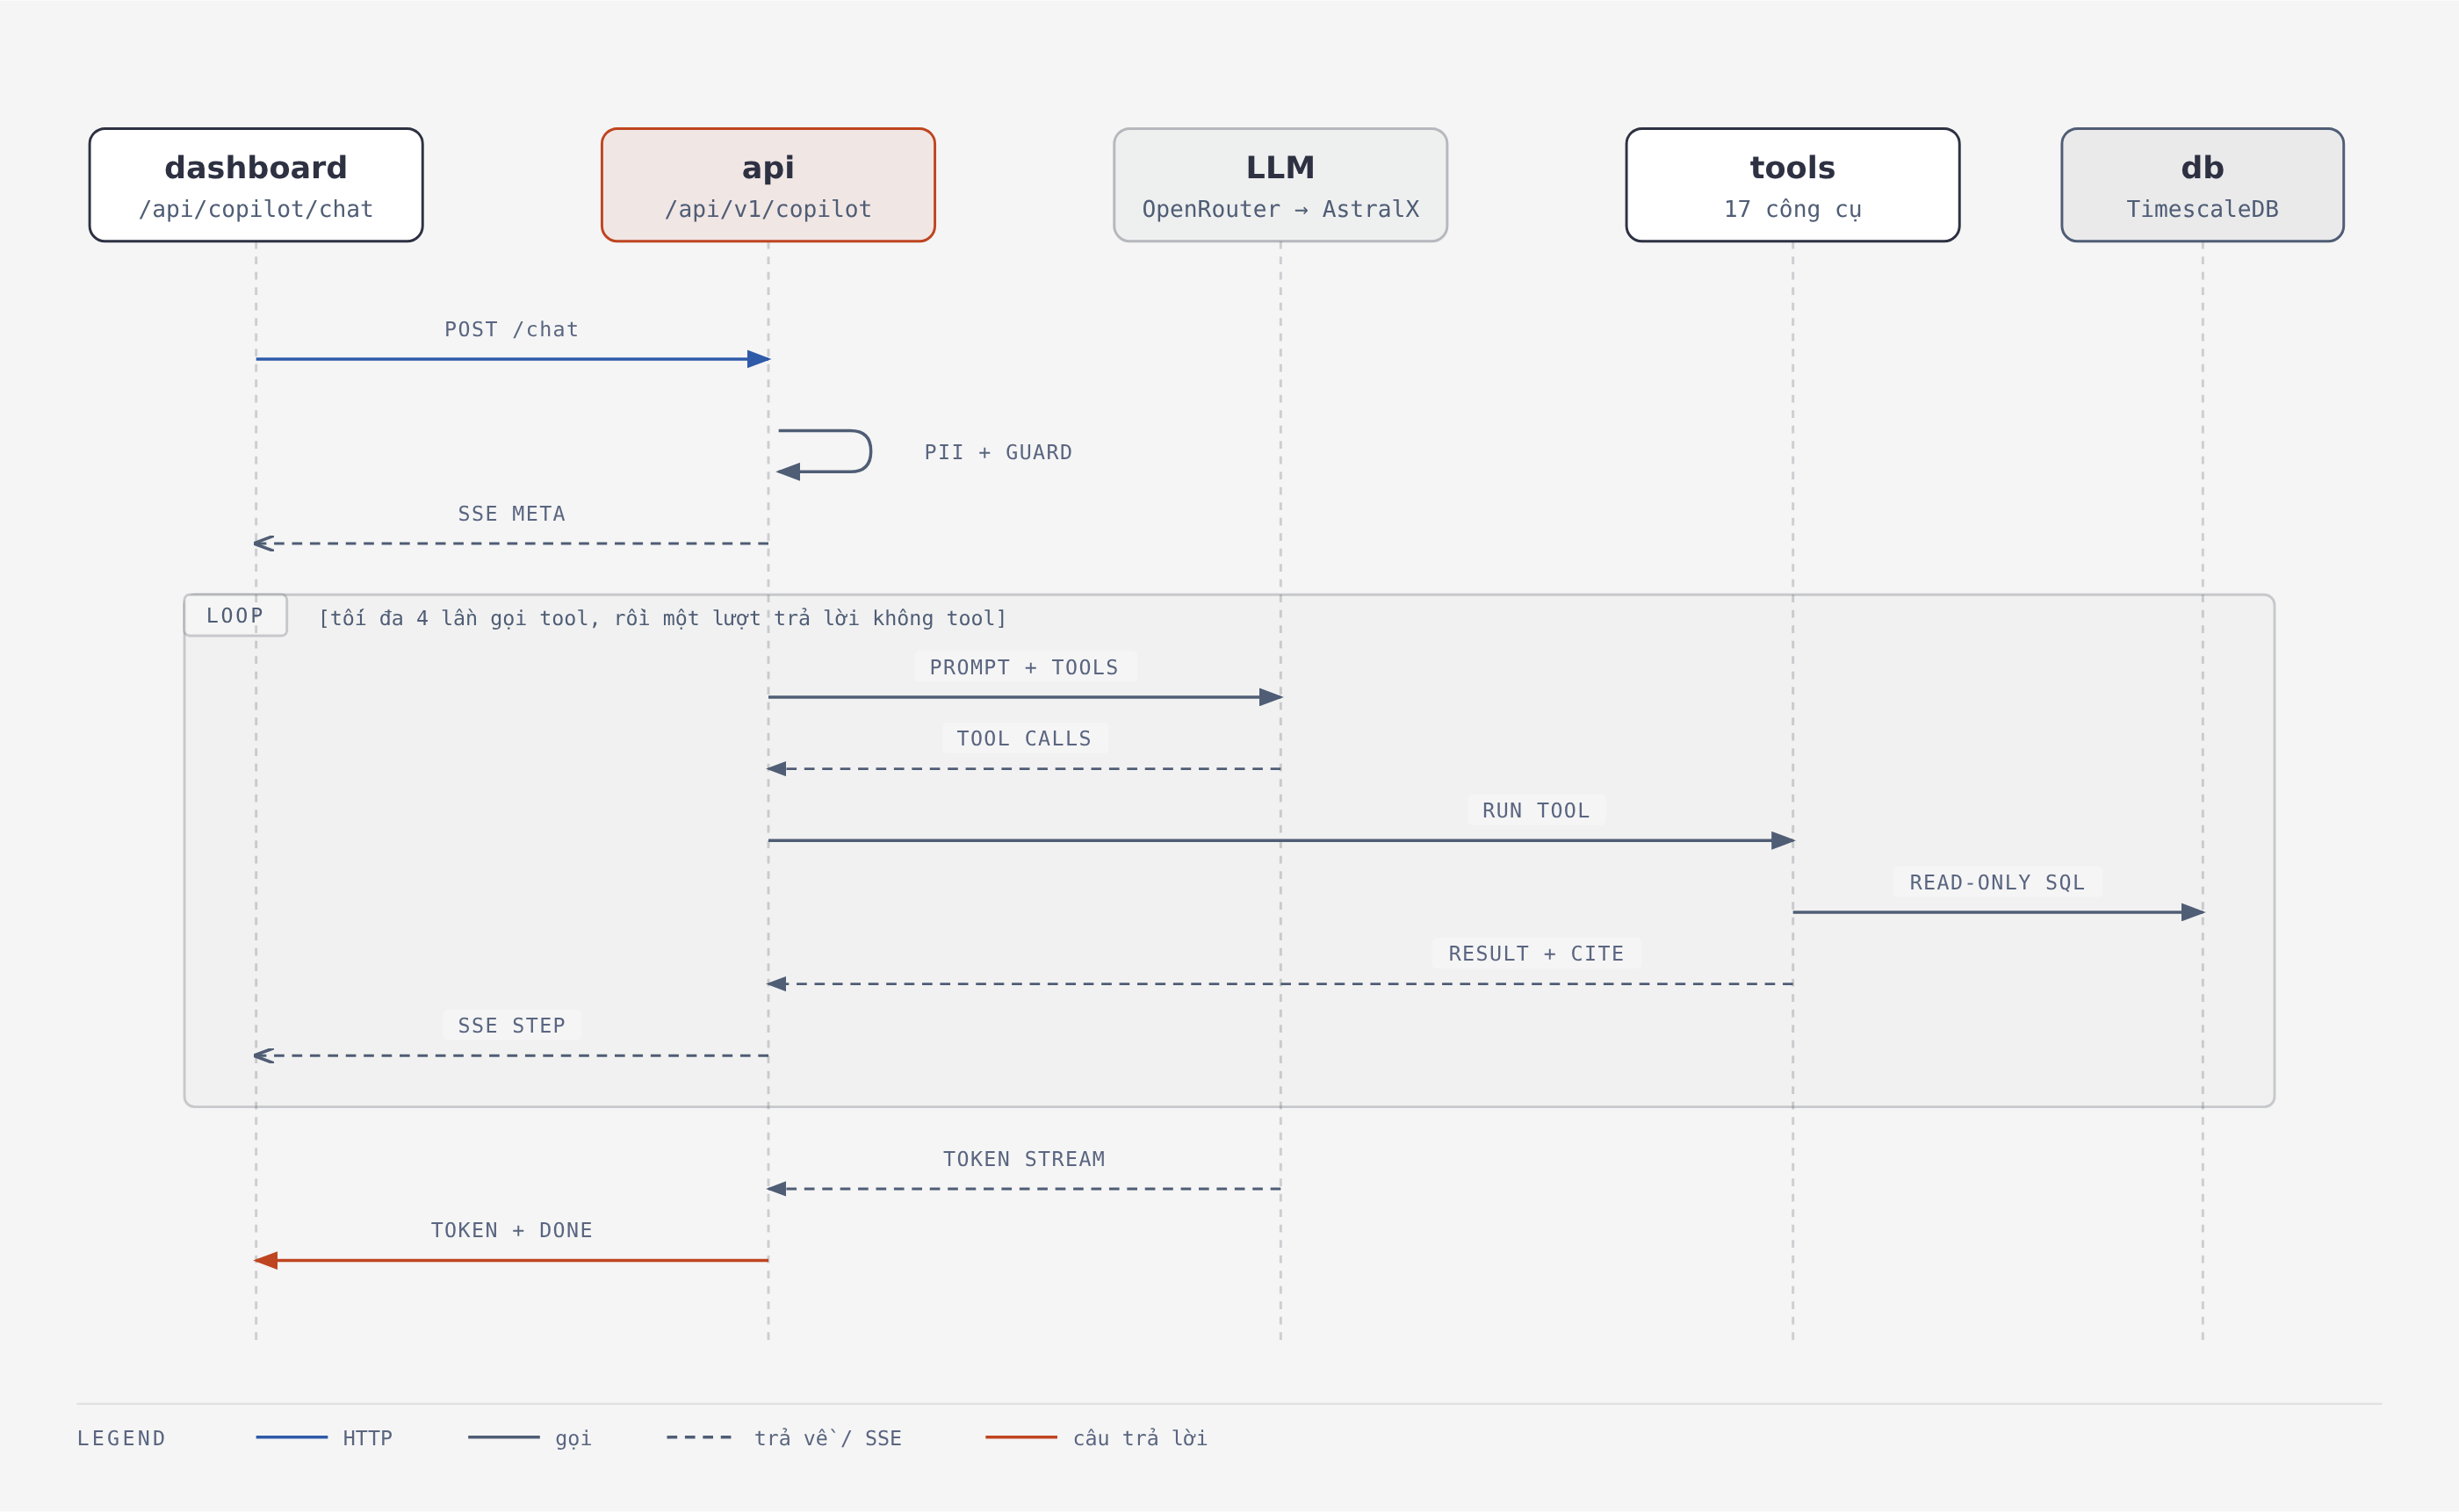 dashboard
/api/copilot/chat
api
/api/v1/copilot
LLM
OpenRouter → AstralX
tools
17 công cụ
db
TimescaleDB
POST /chat
PII + GUARD
SSE META
LOOP
[tối đa 4 lần gọi tool, rồi một lượt trả lời không tool]
PROMPT + TOOLS
TOOL CALLS
RUN TOOL
READ-ONLY SQL
RESULT + CITE
SSE STEP
TOKEN STREAM
TOKEN + DONE
LEGEND
HTTP
gọi
trả về / SSE
câu trả lời